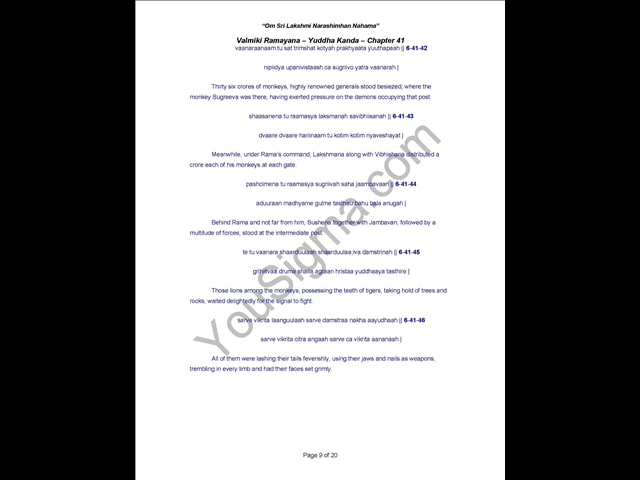 “Om Sri Lakshmi Narashimhan Nahama”
Valmiki Ramayana – Yuddha Kanda – Chapter 41
vaanaraanaam tu sat trimshat kotyah prakhyaata yuuthapaah || 6-41-42
nipiidya upanivistaash ca sugriivo yatra vaanarah |
Thirty six crores of monkeys, highly renowned generals stood besiezed, where the
monkey Sugreeva was there, having exerted pressure on the demons occupying that post.
shaasanena tu raamasya laksmanah savibhiisanah || 6-41-43
dvaare dvaare hariinaam tu kotim kotim nyaveshayat |
Meanwhile, under Rama's command, Lakshmana along with Vibhishana distributed a
crore each of his monkeys at each gate.
pashcimena tu raamasya sugriivah saha jaambavaan || 6-41-44
aduuraan madhyame gulme tasthau bahu bala anugah |
Behind Rama and not far from him, Sushena together with Jambavan, followed by a
multitude of forces, stood at the intermediate post.
te tu vaanara shaarduulaah shaarduulaa;iva damstrinah || 6-41-45
grihiitvaa druma shaila agraan hristaa yuddhaaya tasthire |
Those lions among the monkeys, possessing the teeth of tigers, taking hold of trees and
rocks, waited delightedly for the signal to fight.
sarve vikrita laanguulaah sarve damstraa nakha aayudhaah || 6-41-46
sarve vikrita citra angaah sarve ca vikrita aananaah |
All of them were lashing their tails feverishly, using their jaws and nails as weapons,
trembling in every limb and had their faces set grimly.
YouSigma.com
Page 9 of 20